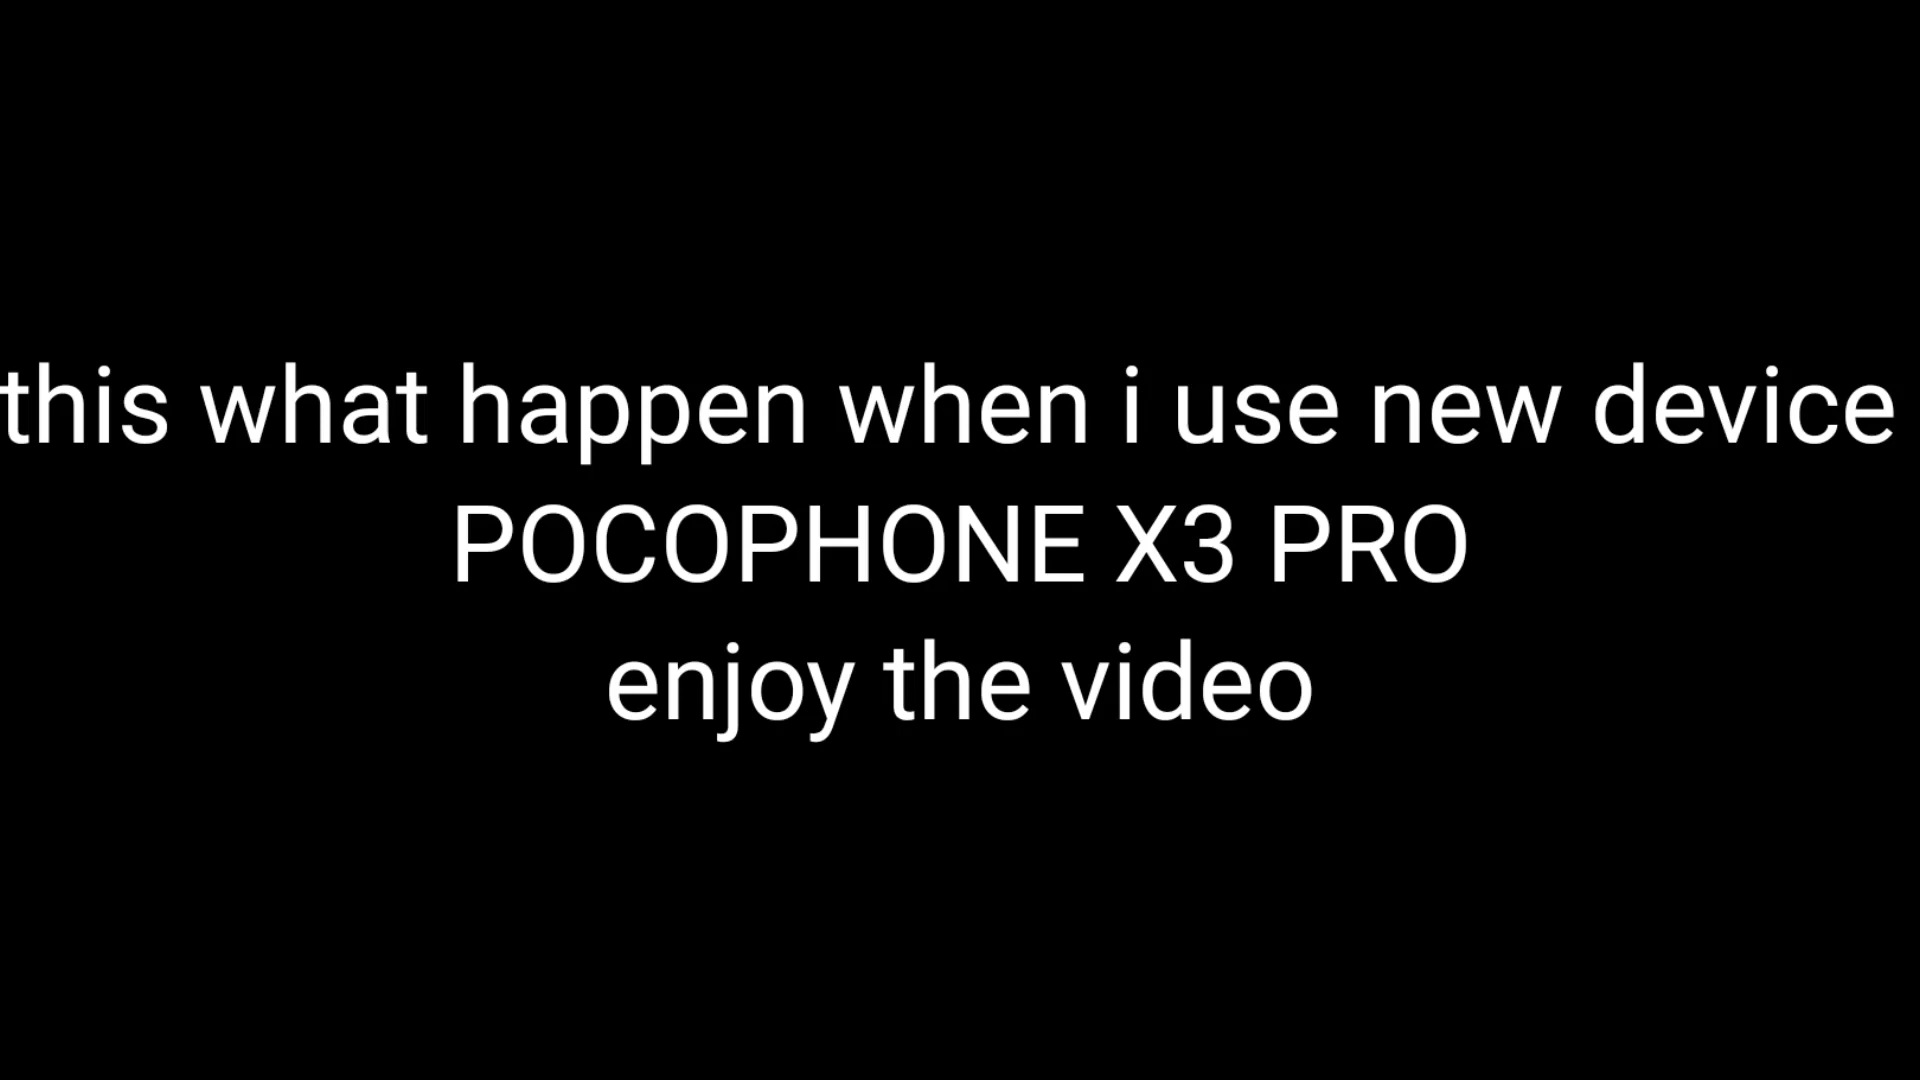 this what happen when i use new device
POCOPHONE X3 PRO
enjoy the video